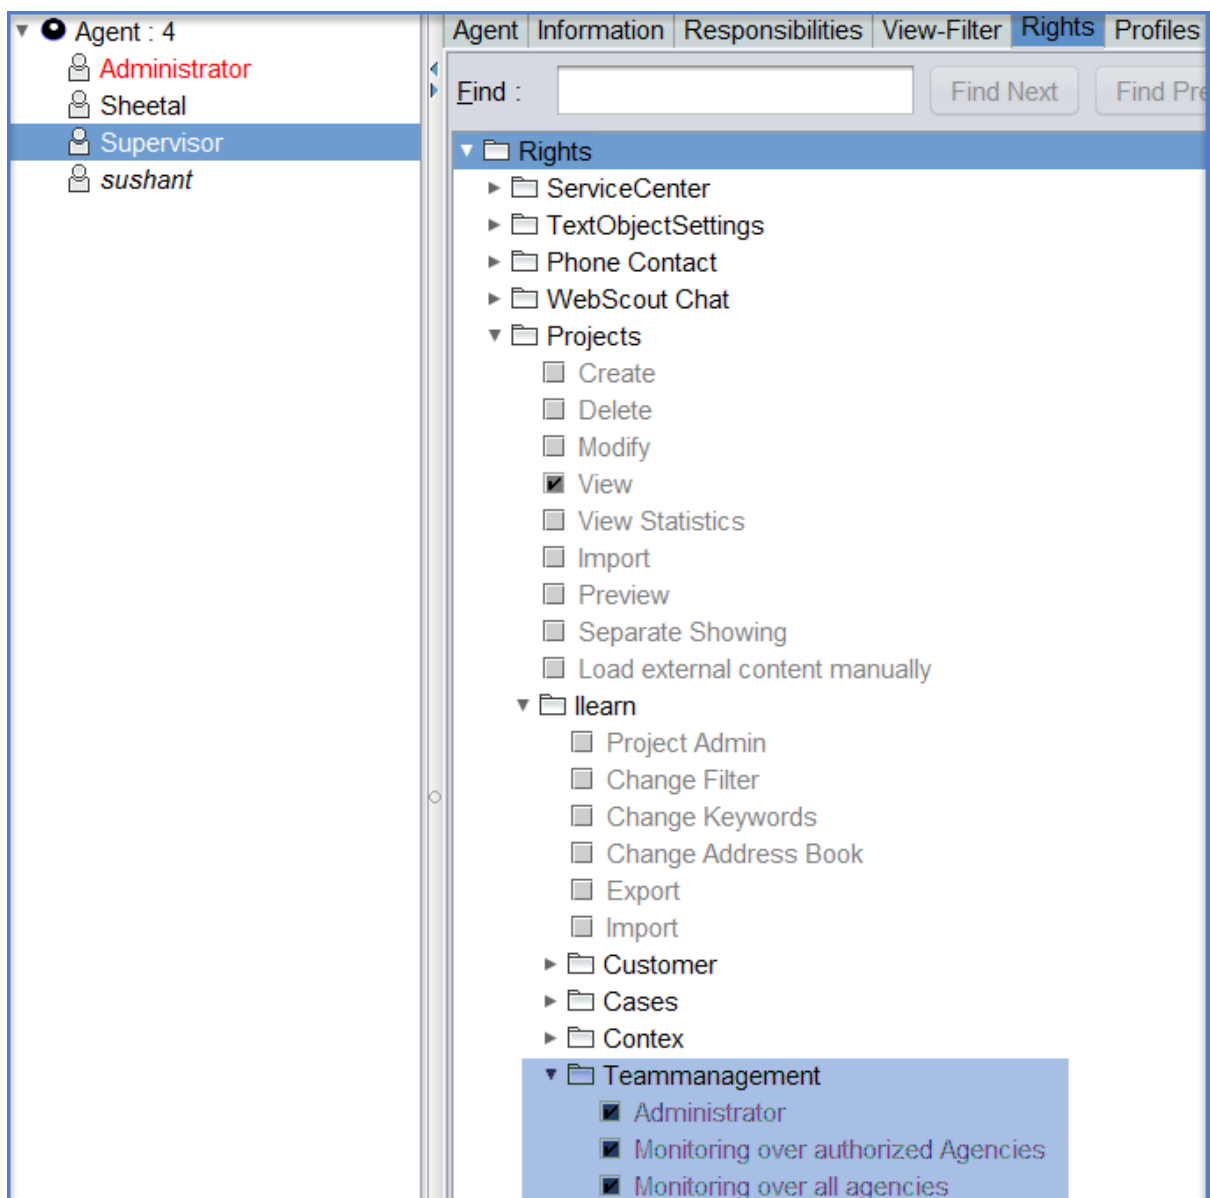 Agent : 4
Administrator
Sheetal
Supervisor
sushant
Agent Information Responsibilities View-Filter Rights Profiles
Find : Find Next Find Pre
Rights
ServiceCenter
TextObjectSettings
Phone Contact
WebScout Chat
Projects
Create
Delete
Modify
View
View Statistics
Import
Preview
Separate Showing
Load external content manually
Ilearn
Project Admin
Change Filter
Change Keywords
Change Address Book
Export
Import
Customer
Cases
Contex
Teammanagement
Administrator
Monitoring over authorized Agencies
Monitoring over all agencies